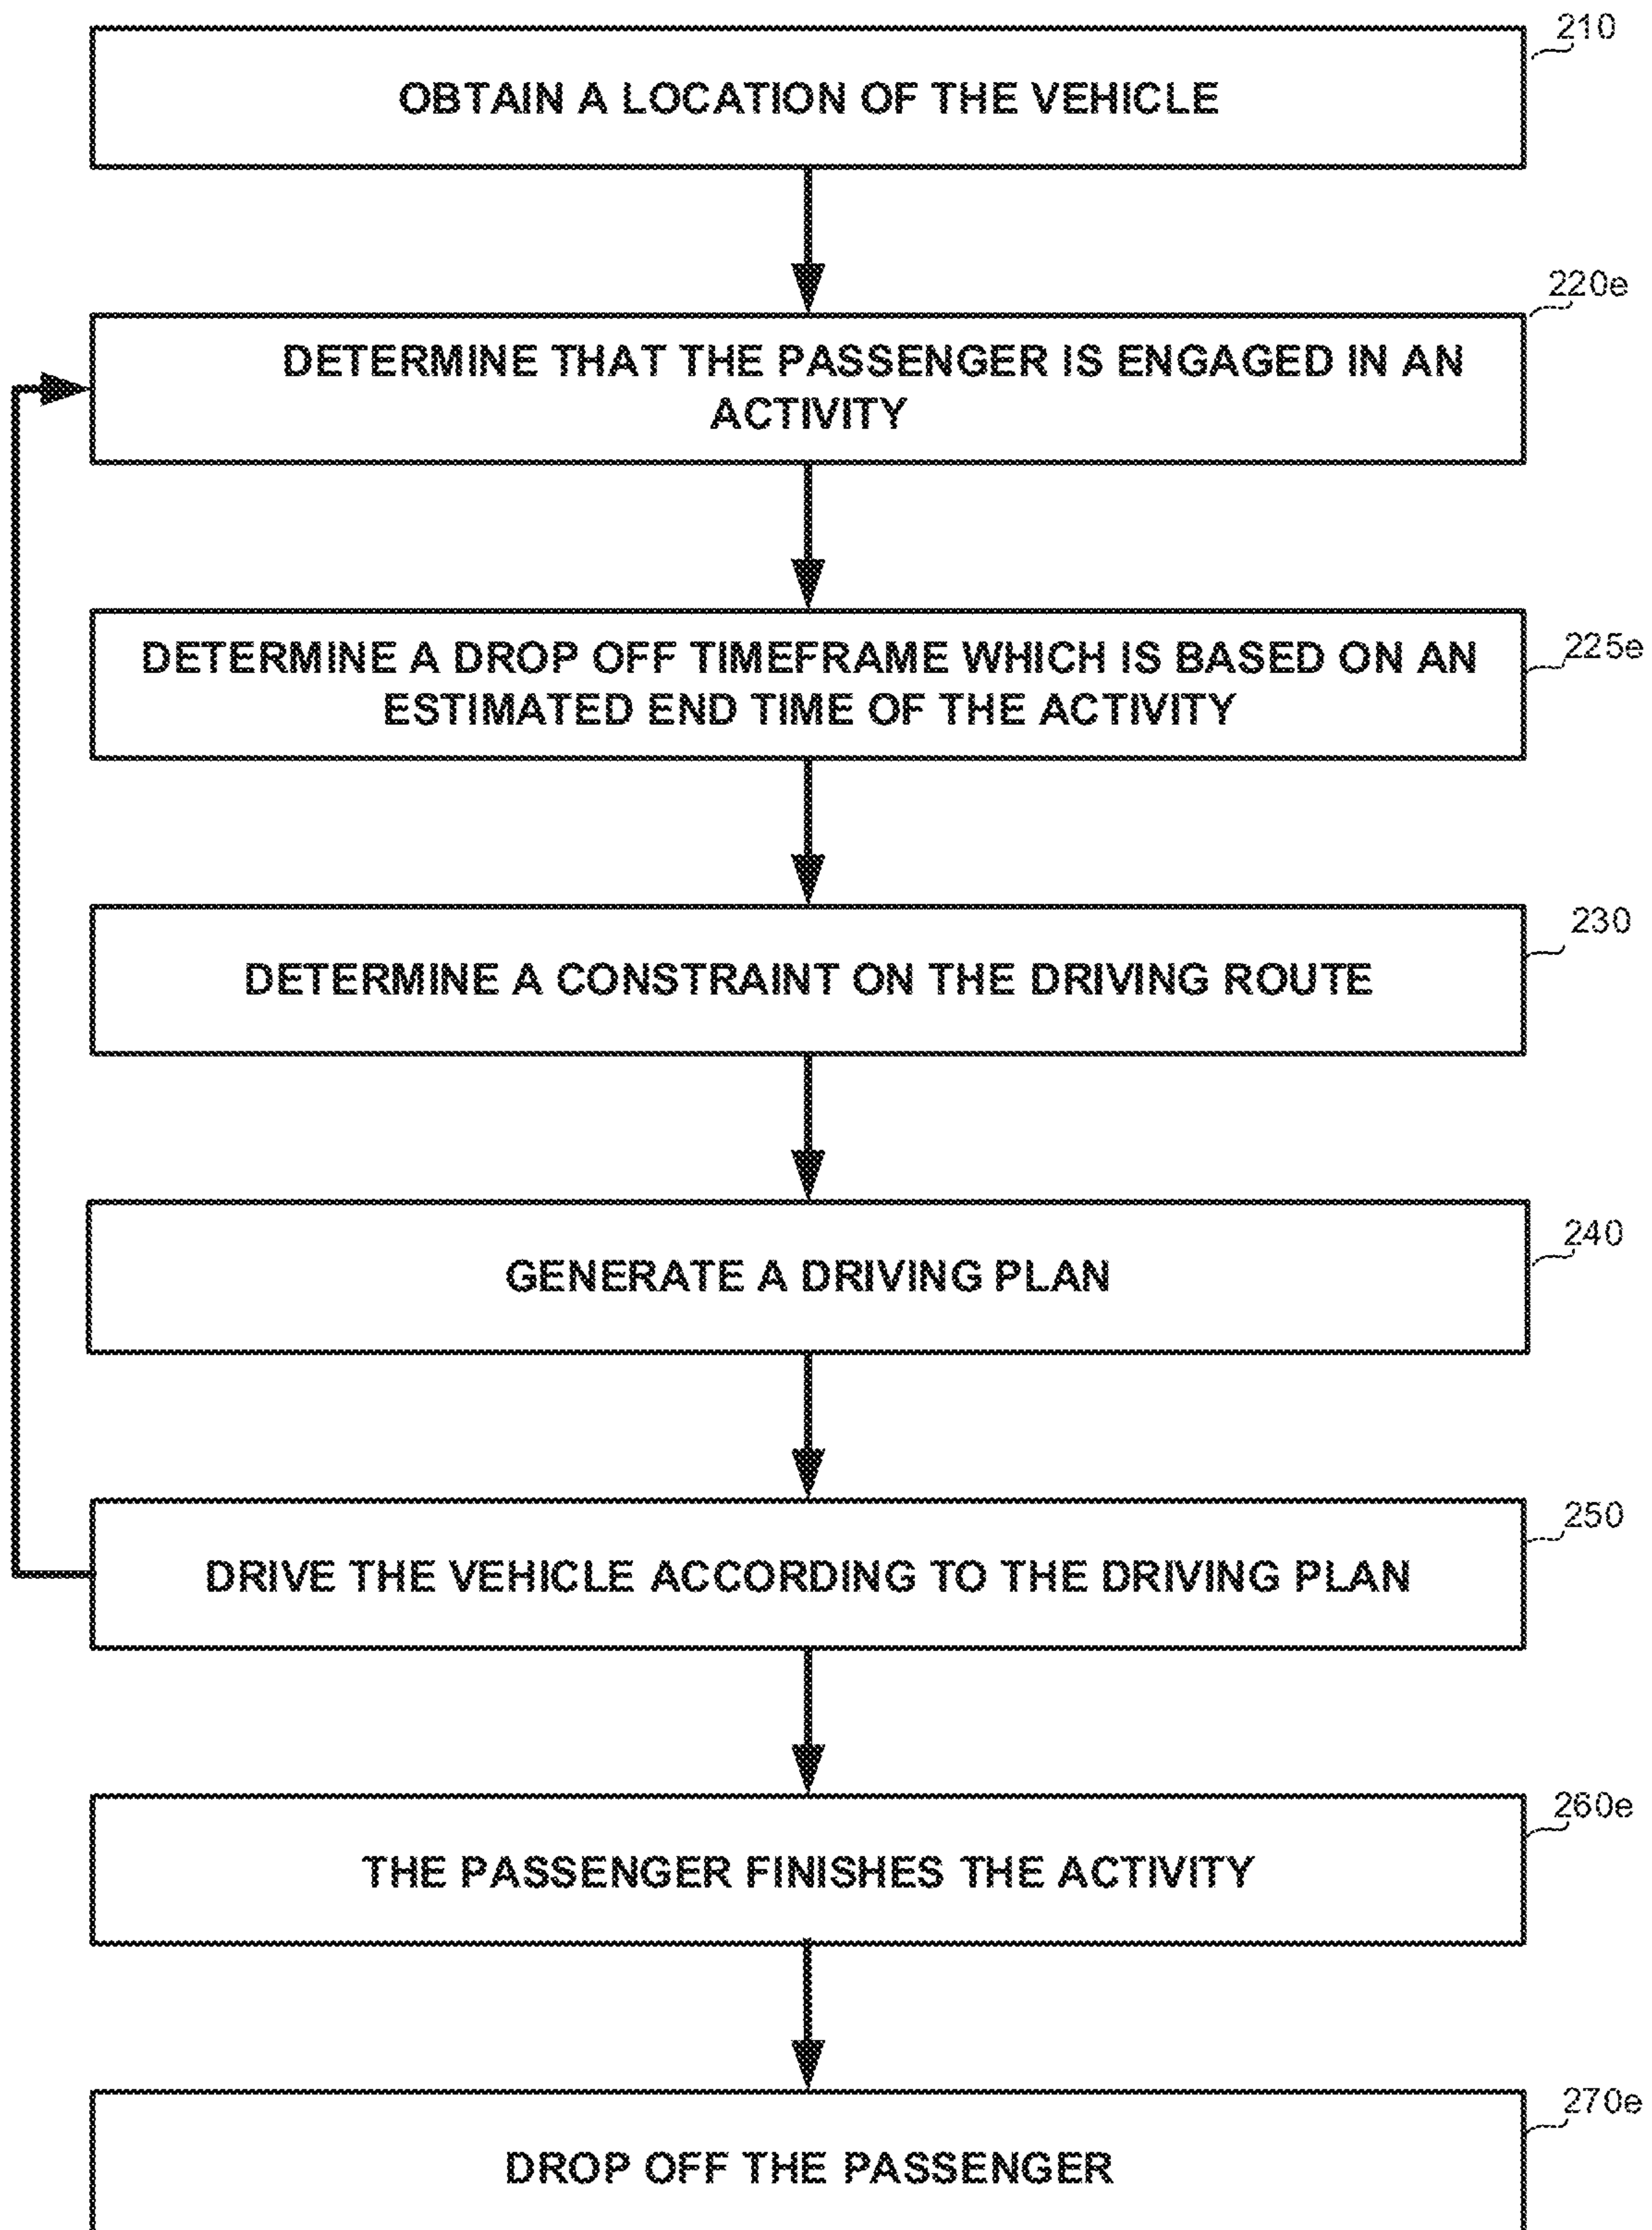 210
OBTAIN A LOCATION OF THE VEHICLE
220e
DETERMINE THAT THE PASSENGER IS ENGAGED IN AN
ACTIVITY
225e
DETERMINE A DROP OFF TIMEFRAME WHICH IS BASED ON AN
ESTIMATED END TIME OF THE ACTIVITY
230
DETERMINE A CONSTRAINT ON THE DRIVING ROUTE
240
GENERATE A DRIVING PLAN
250
DRIVE THE VEHICLE ACCORDING TO THE DRIVING PLAN
260e
THE PASSENGER FINISHES THE ACTIVITY
270e
DROP OFF THE PASSENGER